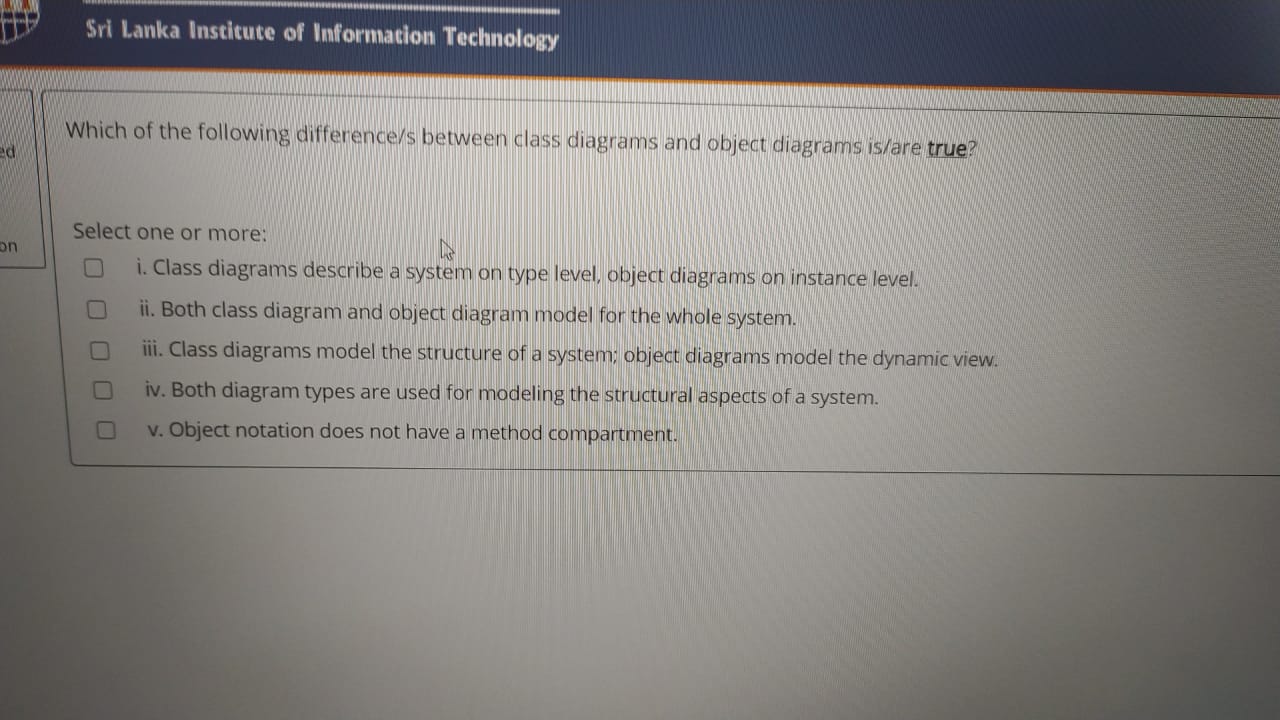 Sri Lanka Institute of Information Technology
Which of the following difference/s between class diagrams and object diagrams is/are true?
ed
Select one or more:
on
i. Class diagrams describe a system on type level, object diagrams on instance level.
ii. Both class diagram and object diagram model for the whole system.
iii. Class diagrams model the structure of a system; object diagrams model the dynamic view.
iv. Both diagram types are used for modeling the structural aspects of a system.
v. Object notation does not have a method compartment.